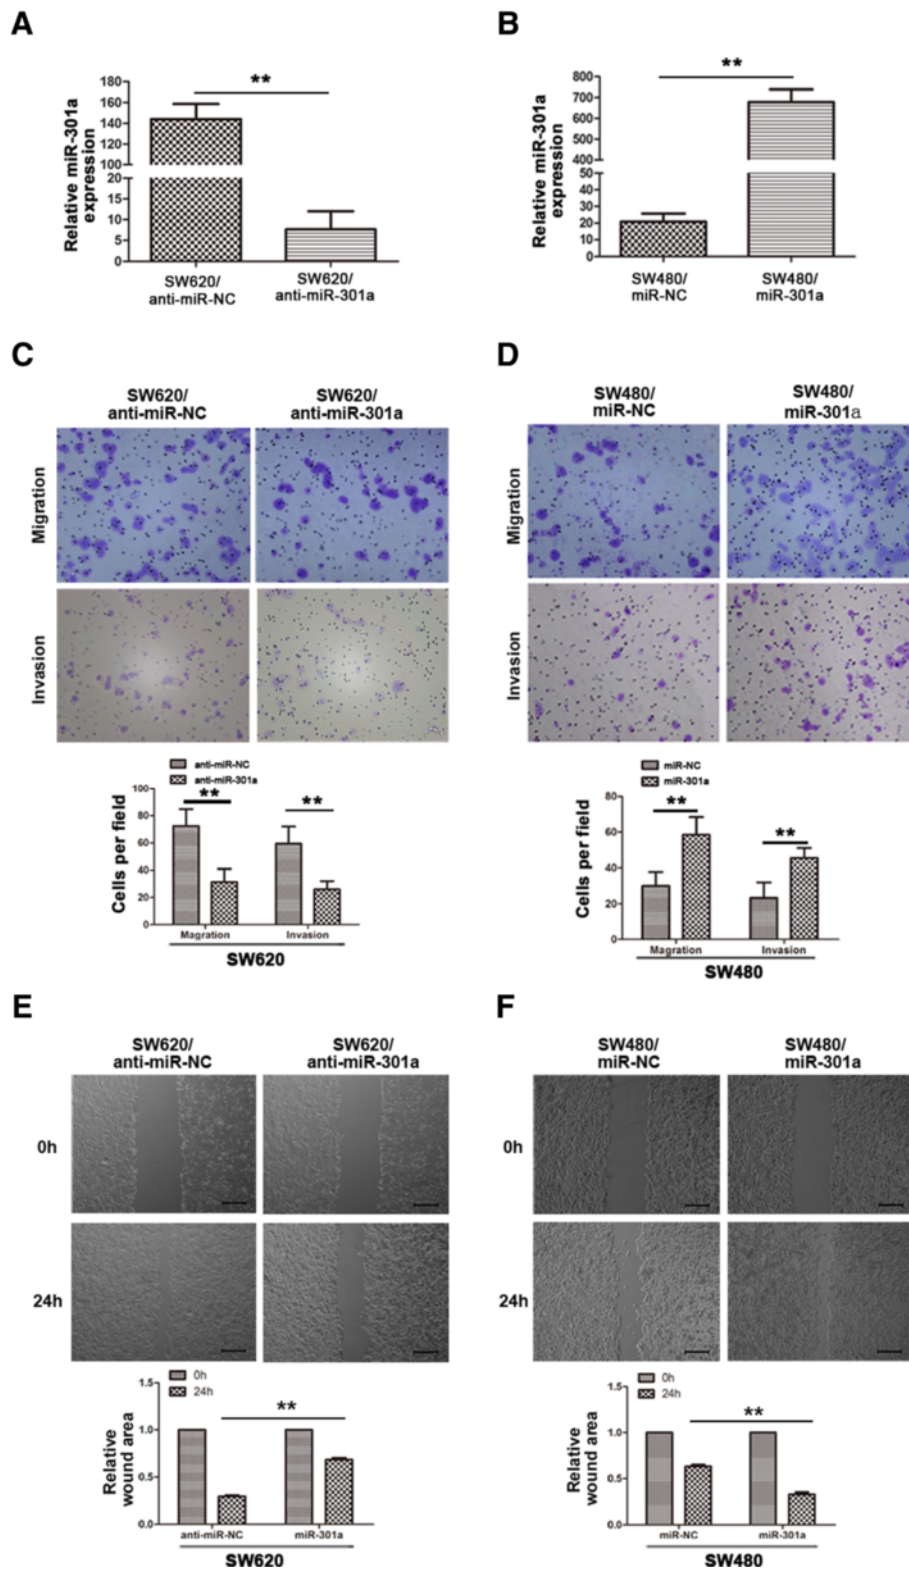 A
B
**
180
160
140
120
100
20
15
10
5
0
Relative miR-301a
expression
SW620/
anti-miR-NC
SW620/
anti-miR-301a
**
800
700
600
500
400
50
40
30
20
10
0
Relative miR-301a
expression
SW480/
miR-NC
SW480/
miR-301a
C
D
SW620/
anti-miR-NC
SW620/
anti-miR-301a
SW480/
miR-NC
SW480/
miR-301a
Migration
Invasion
Migration
Invasion
anti-miR-NC
anti-miR-301a
100
80
60
40
20
0
Cells per field
** **
Magration
Invasion
SW620
miR-NC
miR-301a
80
60
40
20
0
Cells per field
** **
Magration
Invasion
SW480
E
F
SW620/
anti-miR-NC
SW620/
anti-miR-301a
SW480/
miR-NC
SW480/
miR-301a
0h
24h
0h
24h
0h
24h
1.5
1.0
0.5
0.0
Relative
wound area
**
anti-miR-NC
miR-301a
SW620
0h
24h
1.5
1.0
0.5
0.0
Relative
wound area
**
miR-NC
miR-301a
SW480